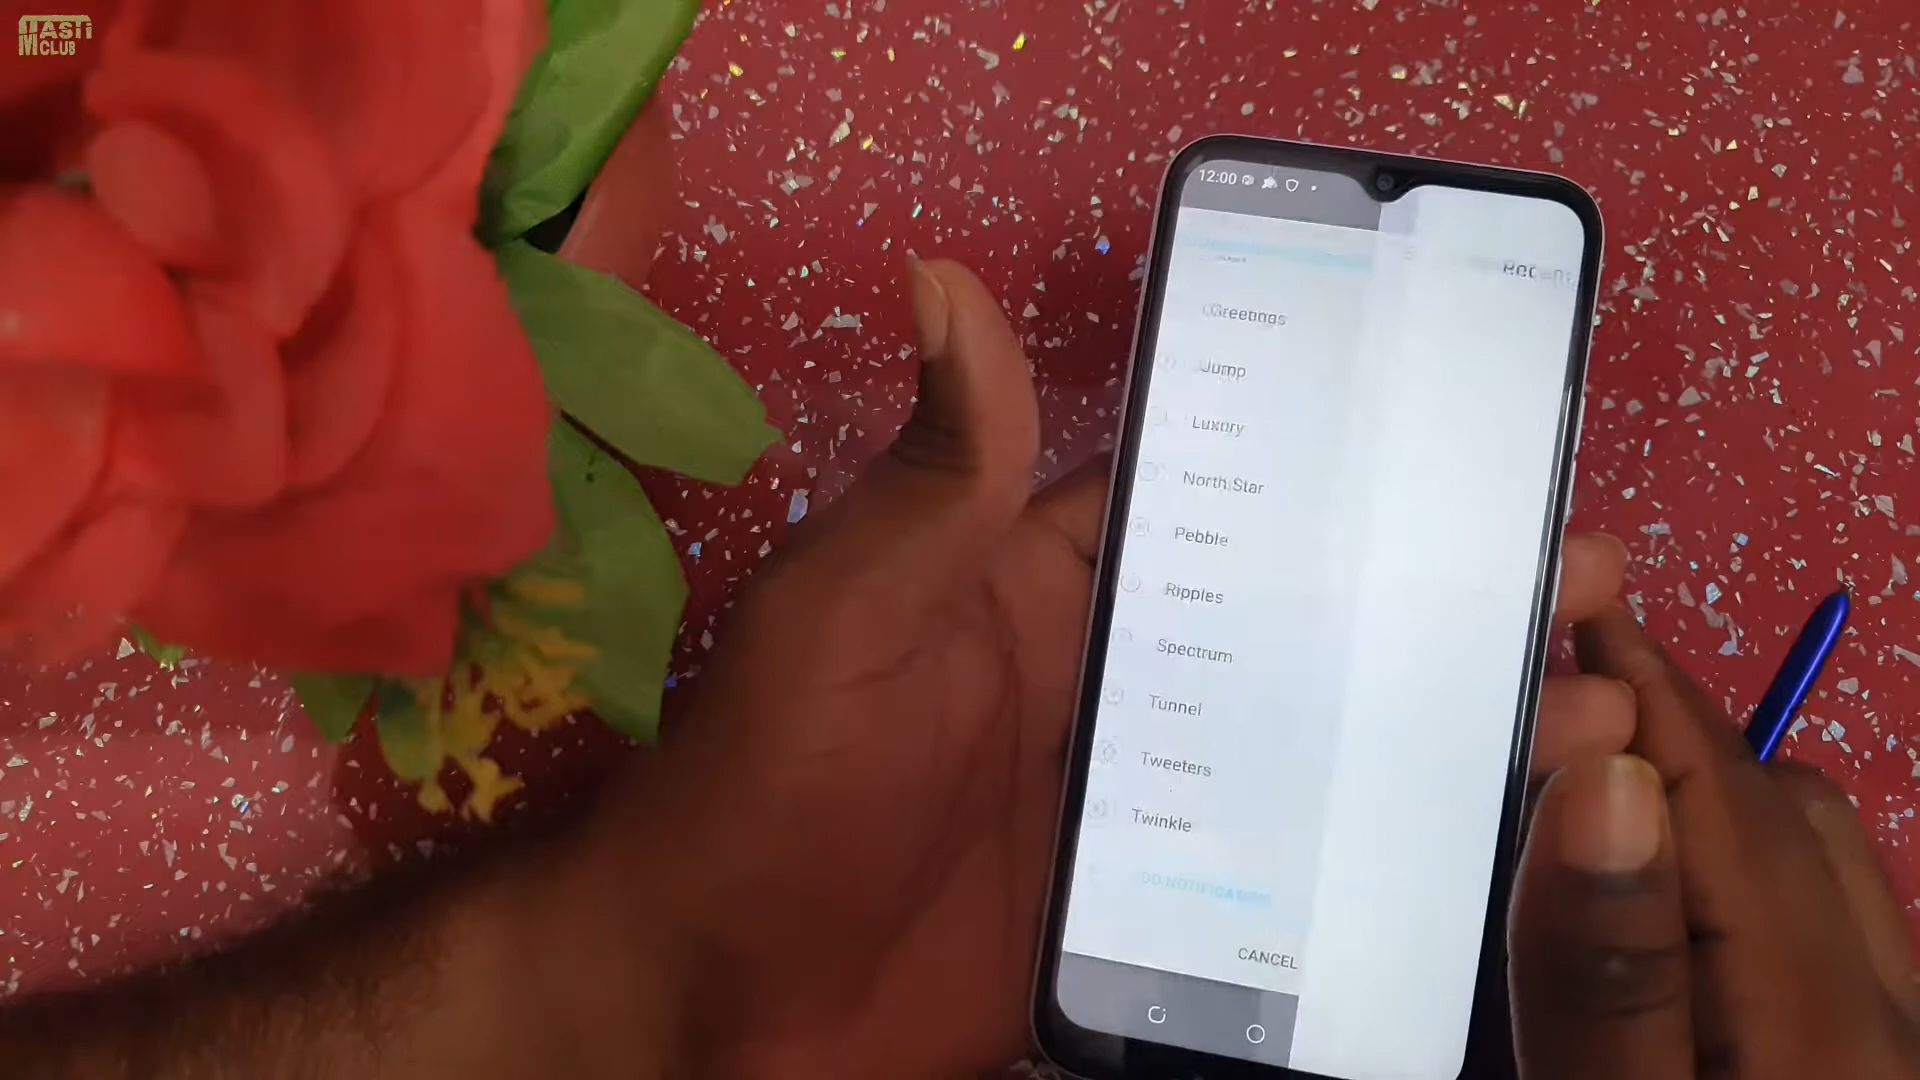 MASTI
CLUB
12:00
Greetings
Jump
Luxury
North Star
Pebble
Ripples
Spectrum
Tunnel
Tweeters
Twinkle
CANCEL